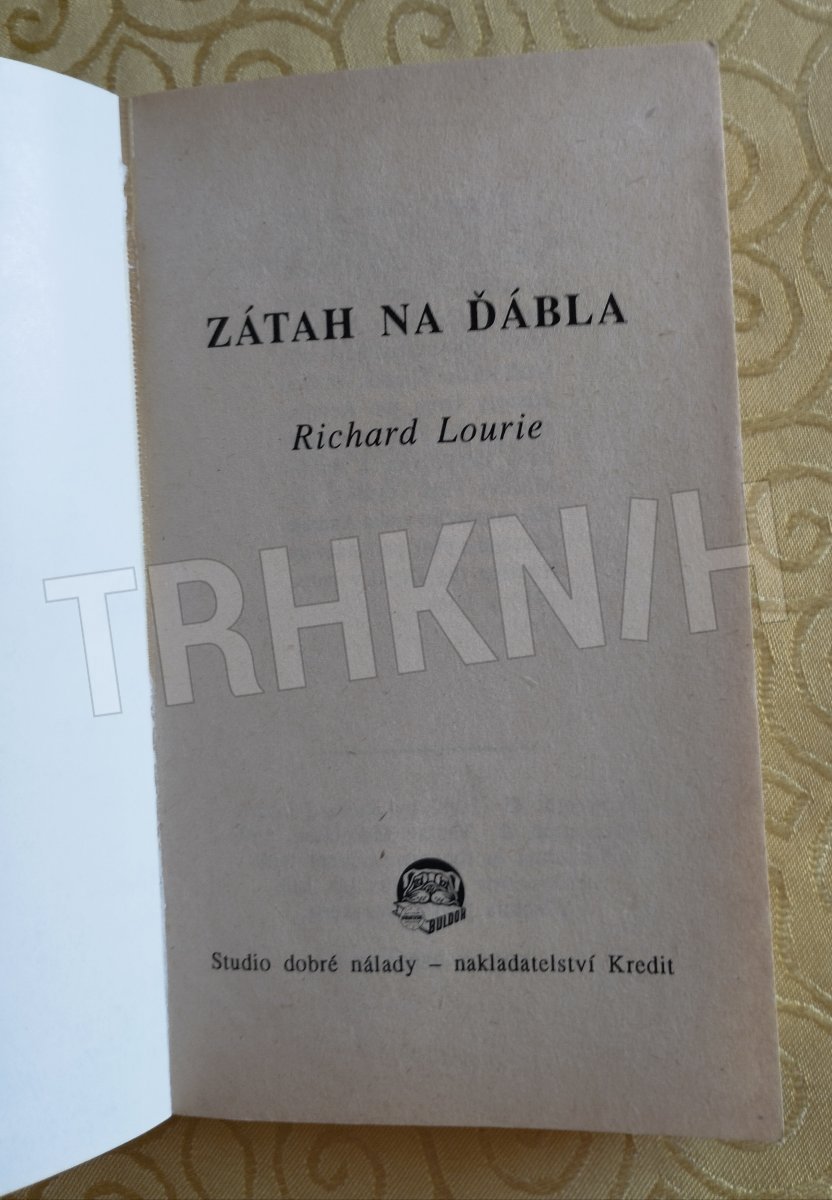 ZÁTAH NA ĎÁBLA
Richard Lourie
TRHKNIH
BULDOK
Studio dobré nálady – nakladatelství Kredit